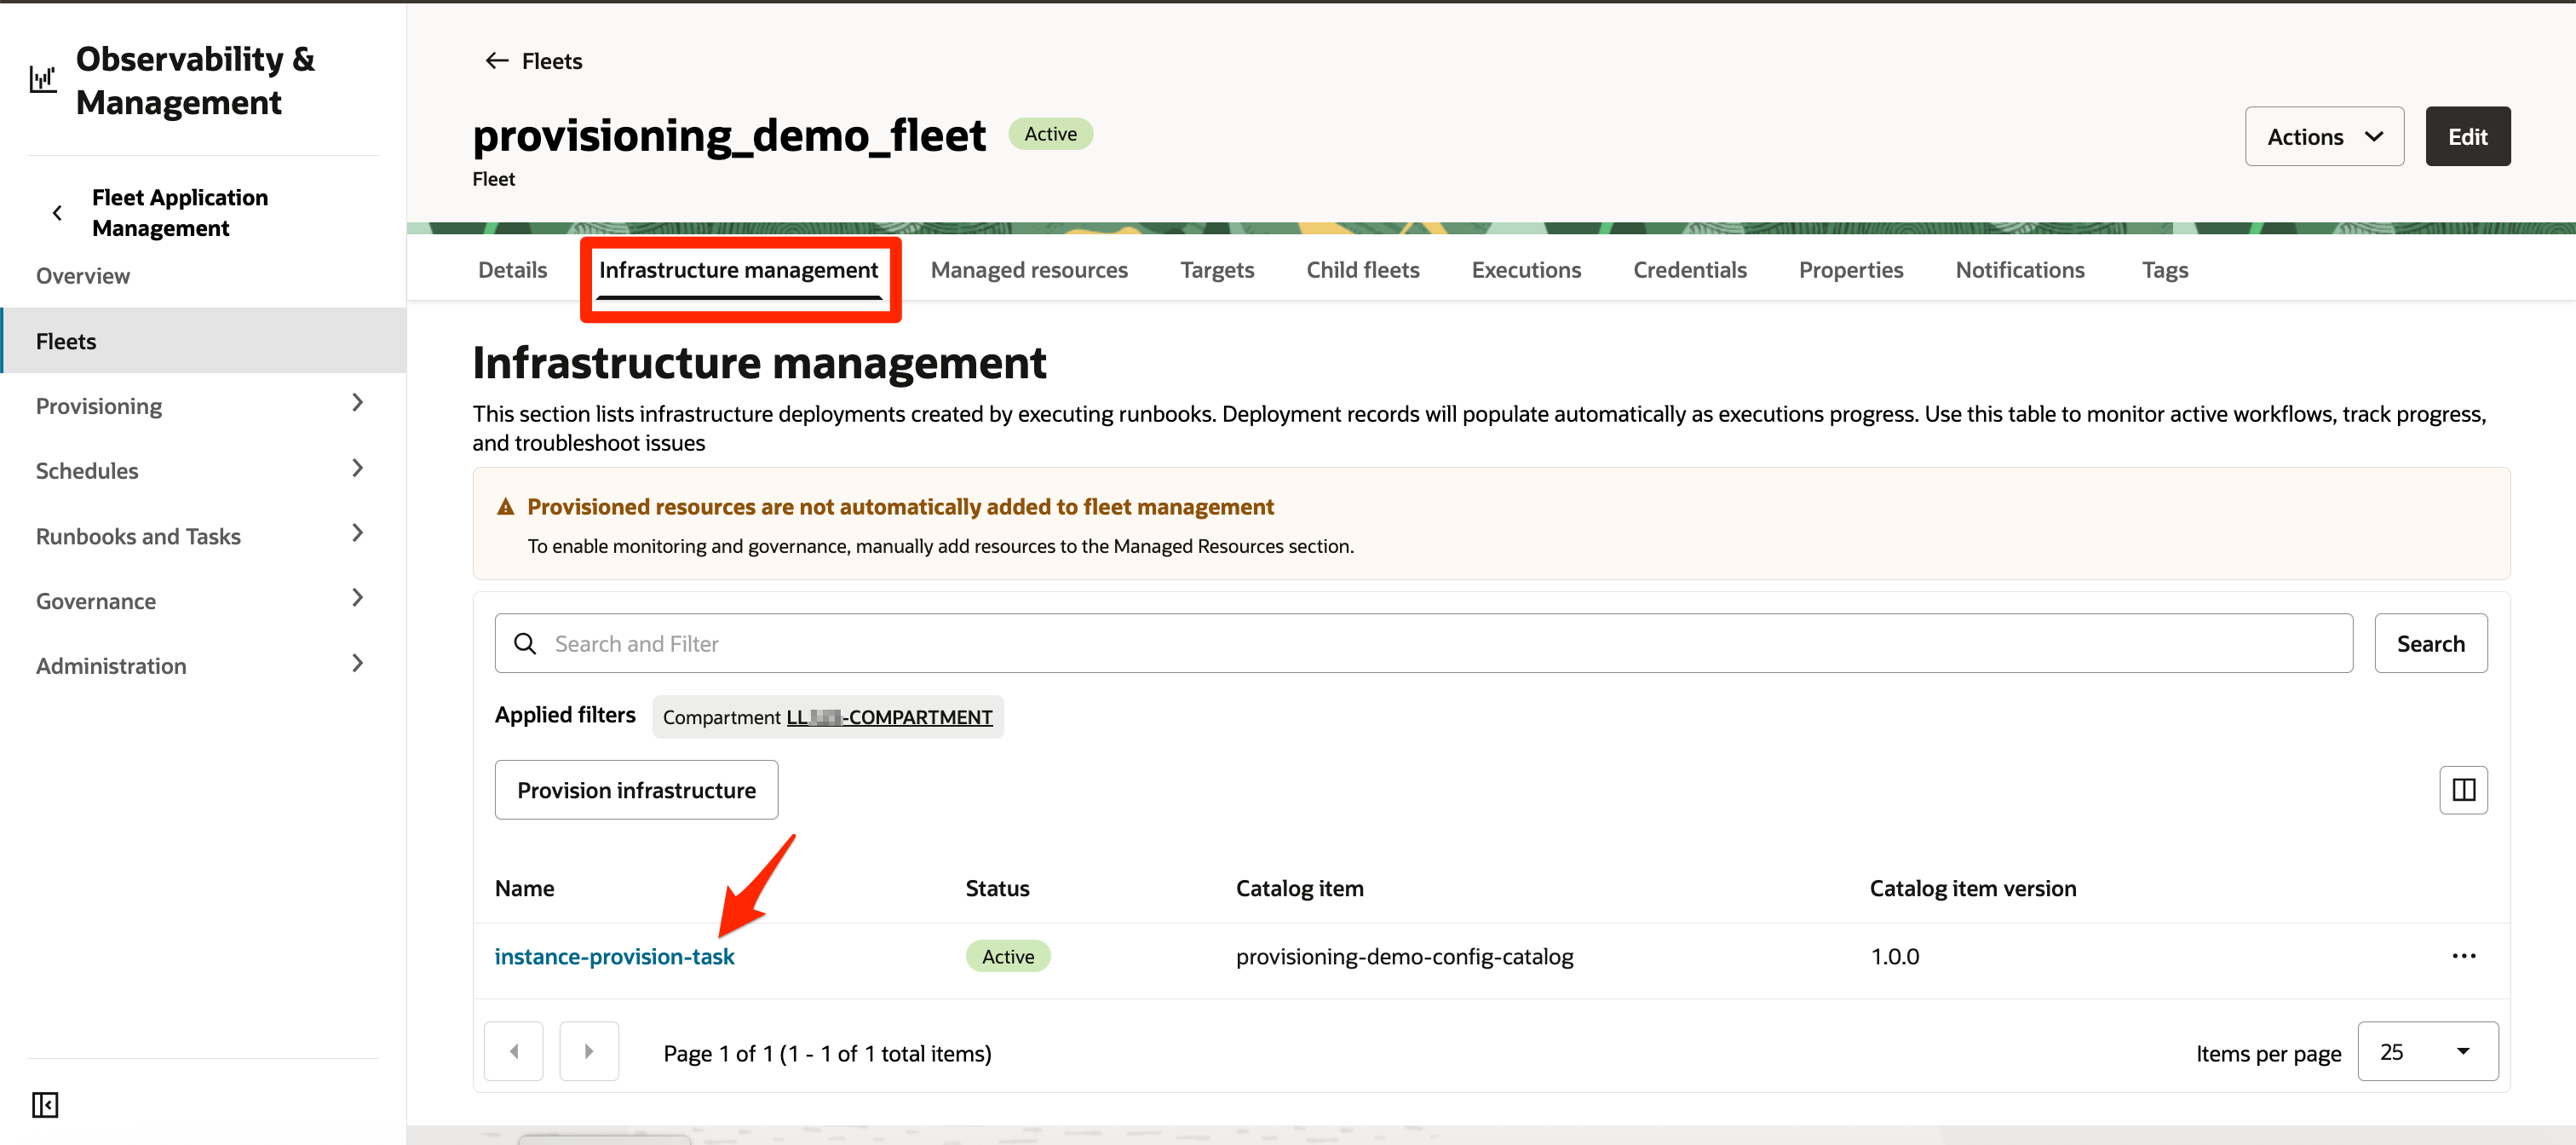 Observability &
Management
Fleet Application
Management
Overview
Fleets
Provisioning
Schedules
Runbooks and Tasks
Governance
Administration
Fleets
provisioning_demo_fleet Active
Fleet
Actions Edit
Details Infrastructure management Managed resources Targets Child fleets Executions Credentials Properties Notifications Tags
Infrastructure management
This section lists infrastructure deployments created by executing runbooks. Deployment records will populate automatically as executions progress. Use this table to monitor active workflows, track progress,
and troubleshoot issues
Provisioned resources are not automatically added to fleet management
To enable monitoring and governance, manually add resources to the Managed Resources section.
Search and Filter Search
Applied filters Compartment LL -COMPARTMENT
Provision infrastructure
Name Status Catalog item Catalog item version
instance-provision-task Active provisioning-demo-config-catalog 1.0.0
Page 1 of 1 (1 - 1 of 1 total items) Items per page 25